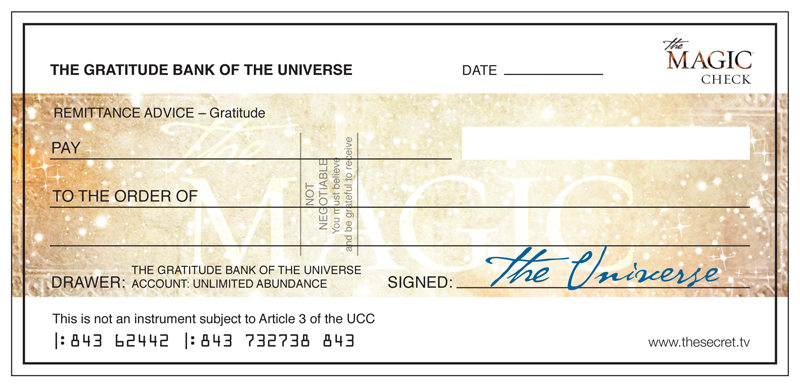 THE GRATITUDE BANK OF THE UNIVERSE
DATE
the
MAGIC
CHECK
REMITTANCE ADVICE – Gratitude
PAY
NOT
NEGOTIABLE
You must believe
and be grateful to receive
the
MAGIC
TO THE ORDER OF
DRAWER:
THE GRATITUDE BANK OF THE UNIVERSE
ACCOUNT: UNLIMITED ABUNDANCE
SIGNED:
The Universe
This is not an instrument subject to Article 3 of the UCC
|:843 62442 |:843 732738 843
www.thesecret.tv